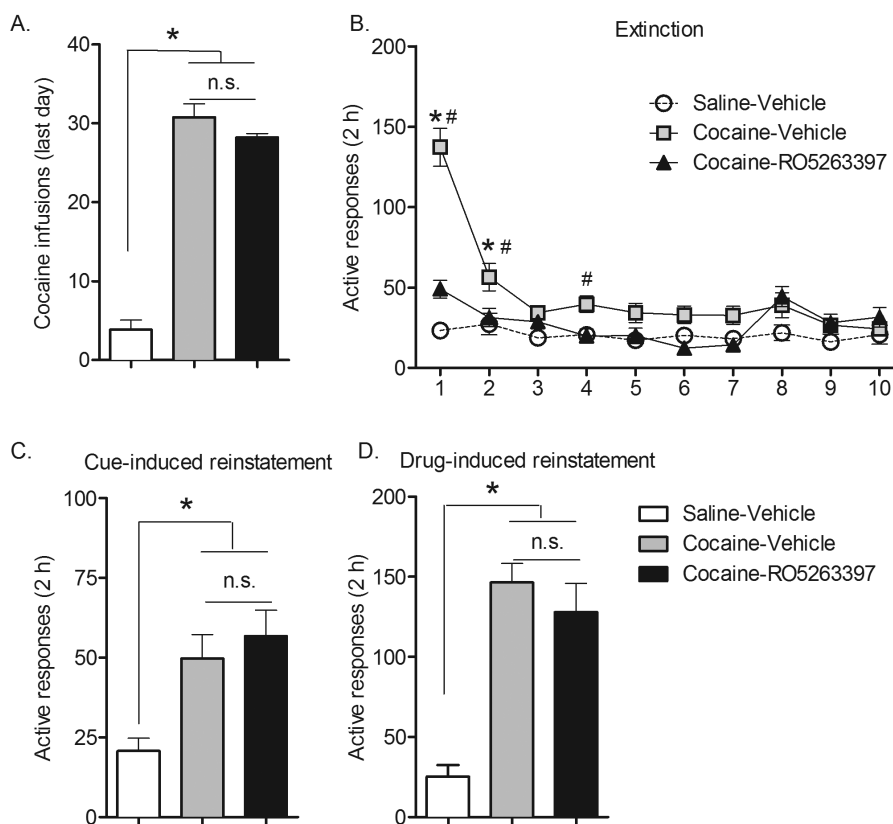 A.
*
n.s.
40
30
20
10
0
Cocaine infusions (last day)
B.
Extinction
Saline-Vehicle
Cocaine-Vehicle
Cocaine-RO5263397
* #
* #
#
200
150
100
50
0
Active responses (2 h)
1 2 3 4 5 6 7 8 9 10
C.
Cue-induced reinstatement
*
n.s.
100
75
50
25
0
Active responses (2 h)
D.
Drug-induced reinstatement
*
n.s.
200
150
100
50
0
Active responses (2 h)
Saline-Vehicle
Cocaine-Vehicle
Cocaine-RO5263397